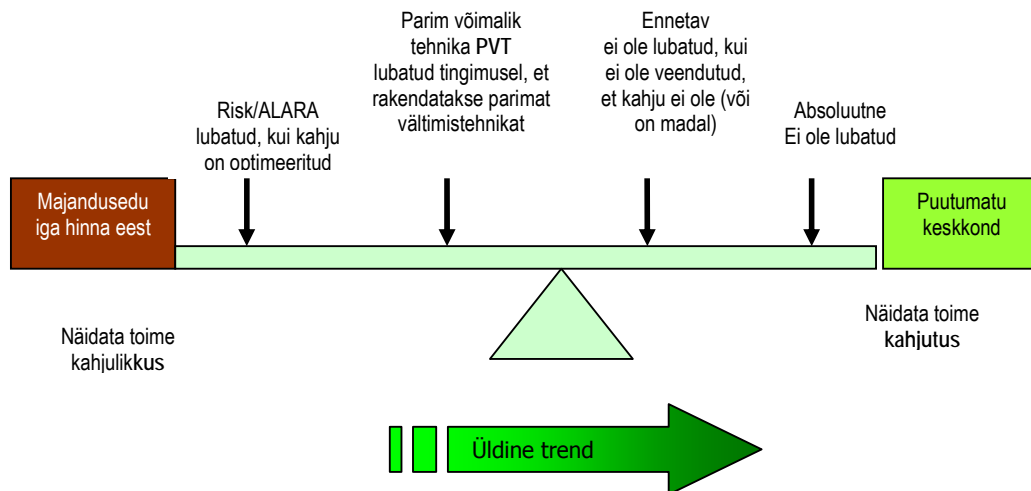 Parim võimalik
tehnika PVT
lubatud tingimusel, et
rakendatakse parimat
vältimistehnikat
Ennetav
ei ole lubatud, kui
ei ole veendutud,
et kahju ei ole (või
on madal)
Risk/ALARA
lubatud, kui kahju
on optimeeritud
Absoluutne
Ei ole lubatud
Majandusedu
iga hinna eest
Puutumatu
keskkond
Näidata toime
kahjulikkus
Näidata toime
kahjutus
Üldine trend